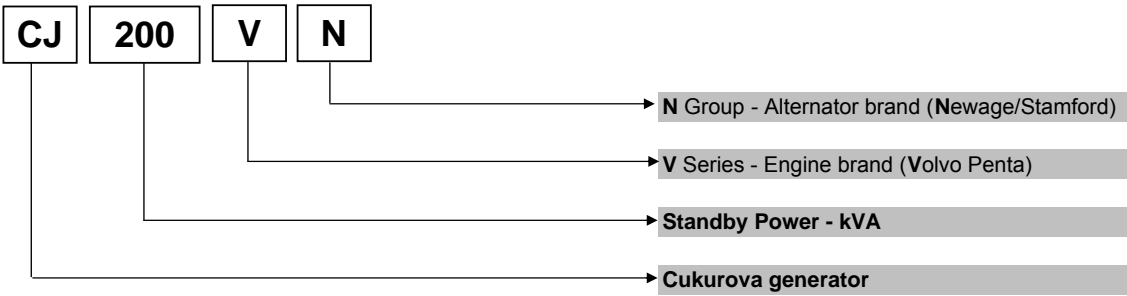 CJ 200 V N
N Group - Alternator brand (Newage/Stamford)
V Series - Engine brand (Volvo Penta)
Standby Power - kVA
Cukurova generator